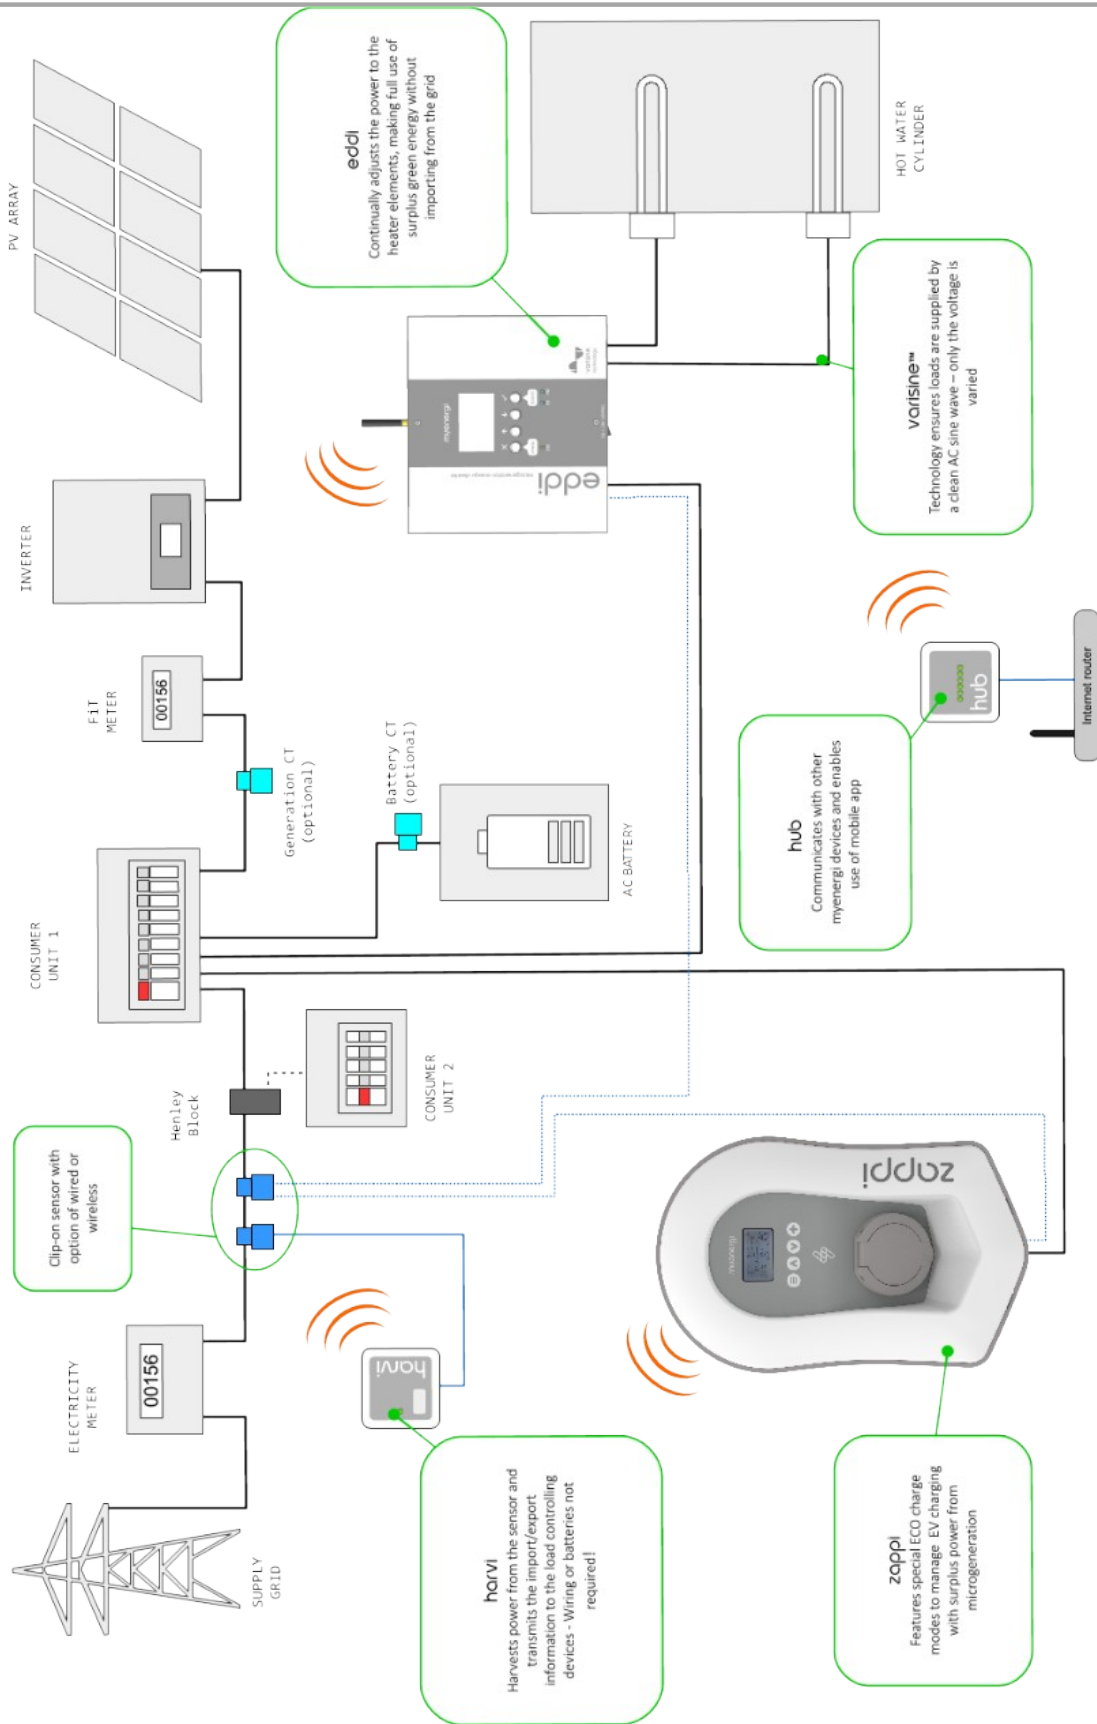 SUPPLY
GRID
ELECTRICITY
METER
00156
Clip-on sensor with
option of wired or
wireless
Henley
Block
CONSUMER
UNIT 2
CONSUMER
UNIT 1
Generation CT
(optional)
FiT
METER
00156
INVERTER
PV ARRAY
Battery CT
(optional)
AC BATTERY
harvi
harvi
Harvests power from the sensor and
transmits the import/export
information to the load controlling
devices - Wiring or batteries not
required!
eddi
myenergi
eddi
Continually adjusts the power to the
heater elements, making full use of
surplus green energy without
importing from the grid
HOT WATER
CYLINDER
varisine™
Technology ensures loads are supplied by
a clean AC sine wave – only the voltage is
varied
hub
Communicates with other
myenergi devices and enables
use of mobile app
hub
Internet router
zappi
myenergi
zappi
Features special ECO charge
modes to manage EV charging
with surplus power from
microgeneration